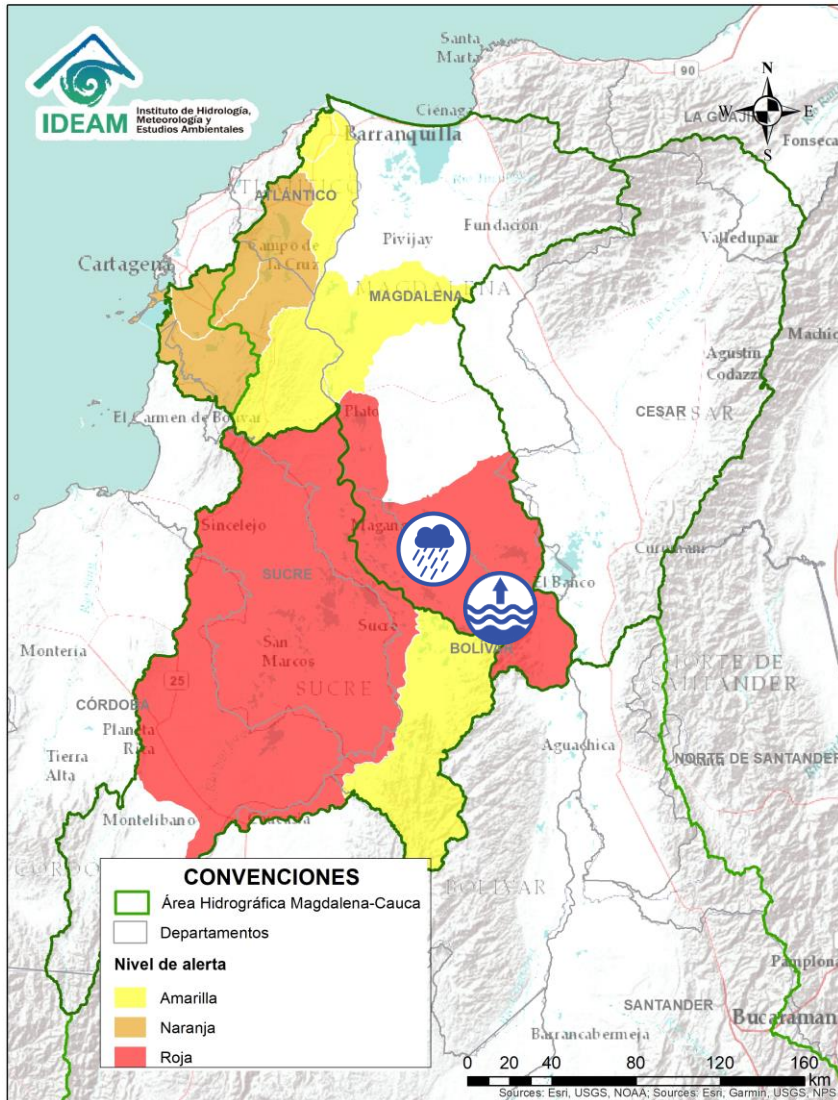 IDEAM
Instituto de Hidrología,
Meteorología y
Estudios Ambientales
Santa
Marta
90
N
W
E
S
Ciénaga
LA GUAJIR
Barranquilla
Fonseca
ATLÁNTICO
Fundación
Pivijay
Valledupar
Campo de
la Cruz
Cartagena
MAGDALENA
Agustín
Codazzi
CESAR
Plato
El Carmen de Bolívar
Sincelejo
Magang
Curumaní
SUCRE
El Banco
Sucre
San
Marcos
BOLÍVAR
Montería
SUCRE
NORTE DE
SANTANDER
25
CÓRDOBA
Planeta
Rica
Aguachica
Tierra
Alta
NORTE DE SANTANDER
Montelíbano
BOLÍVAR
CONVENCIONES
Área Hidrográfica Magdalena-Cauca
Departamentos
Nivel de alerta
Amarilla
Naranja
Roja
Pamplona
SANTANDER
Bucaraman
Barrancabermeja
0 20 40 80 120 160
km
Sources: Esri, USGS, NOAA; Sources: Esri, Garmin, USGS, NPS